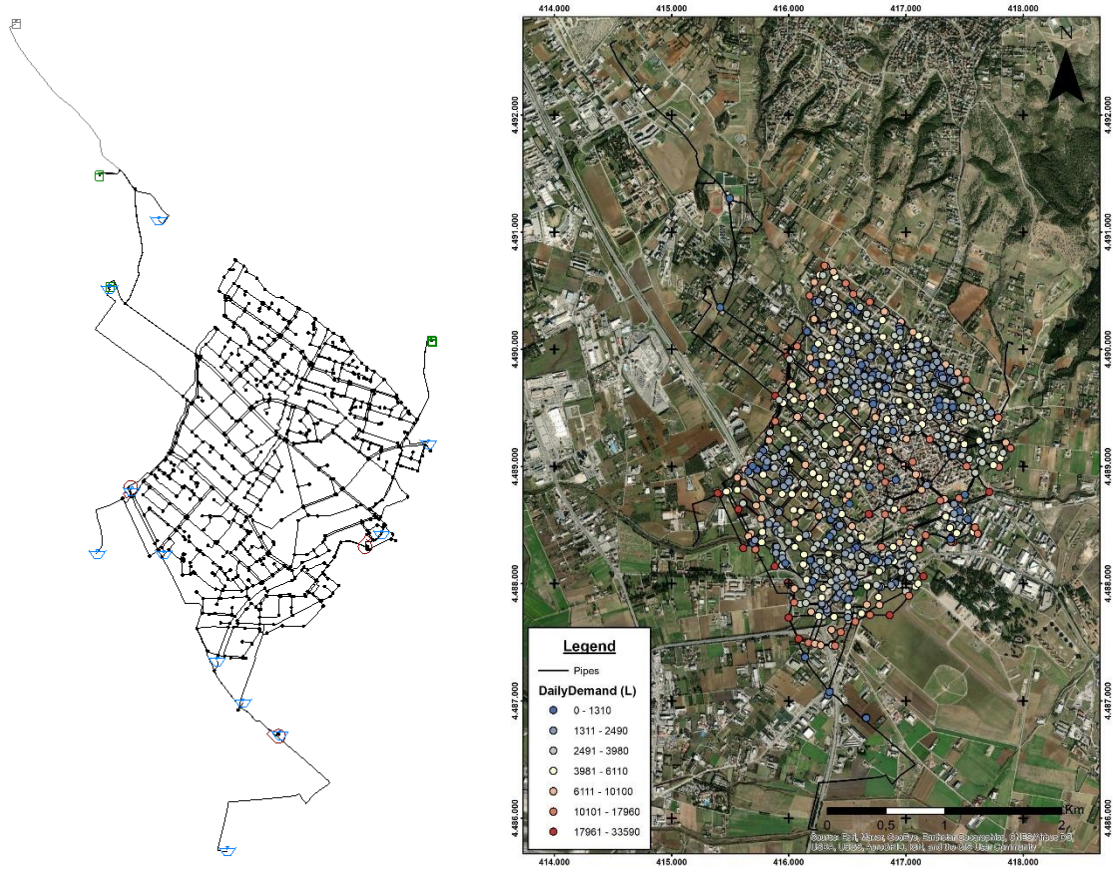 414.000 415.000 416.000 417.000 418.000
N
4.492.000 4.492.000
4.491.000 4.491.000
4.490.000 4.490.000
4.489.000 4.489.000
4.488.000 4.488.000
4.487.000 4.487.000
4.486.000 4.486.000
Legend
Pipes
DailyDemand (L)
0 - 1310
1311 - 2490
2491 - 3980
3981 - 6110
6111 - 10100
10101 - 17960
17961 - 33590
Km
0 0,5 1 2
Source: Esri, Maxar, GeoEye, Earthstar Geographics, CNES/Airbus DS,
USDA, USGS, AeroGRID, IGN, and the GIS User Community
414.000 415.000 416.000 417.000 418.000